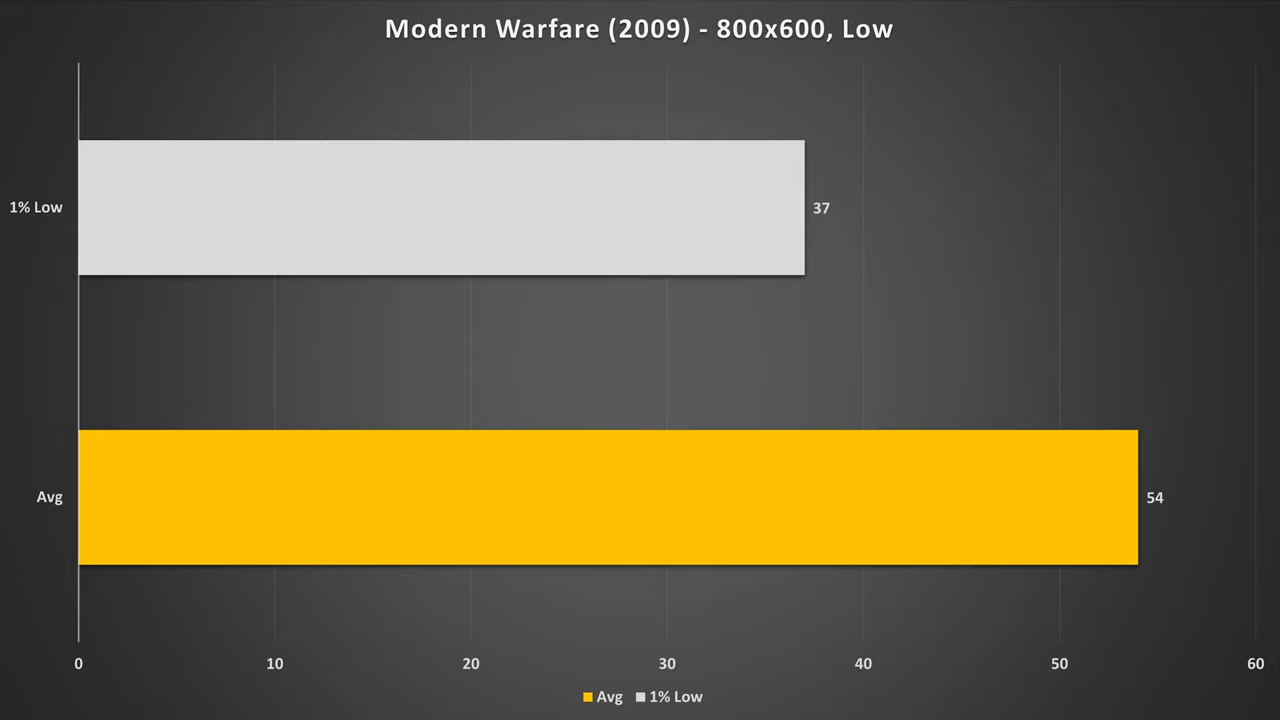 Modern Warfare (2009) - 800x600, Low
1% Low
37
Avg
54
0 10 20 30 40 50 60
Avg 1% Low